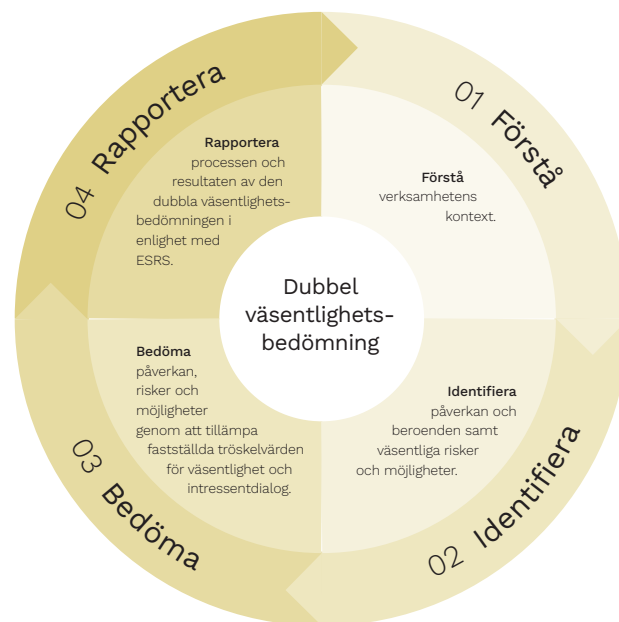 Dubbel
väsentlighets-
bedömning
01 Förstå
Förstå
verksamhetens
kontext.
02 Identifiera
Identifiera
påverkan och
beroenden samt
väsentliga risker
och möjligheter.
03 Bedöma
Bedöma
påverkan,
risker och
möjligheter
genom att tillämpa
fastställda tröskelvärden
för väsentlighet och
intressentdialog.
04 Rapportera
Rapportera
processen och
resultaten av den
dubbla väsentlighets-
bedömningen i
enlighet med
ESRS.